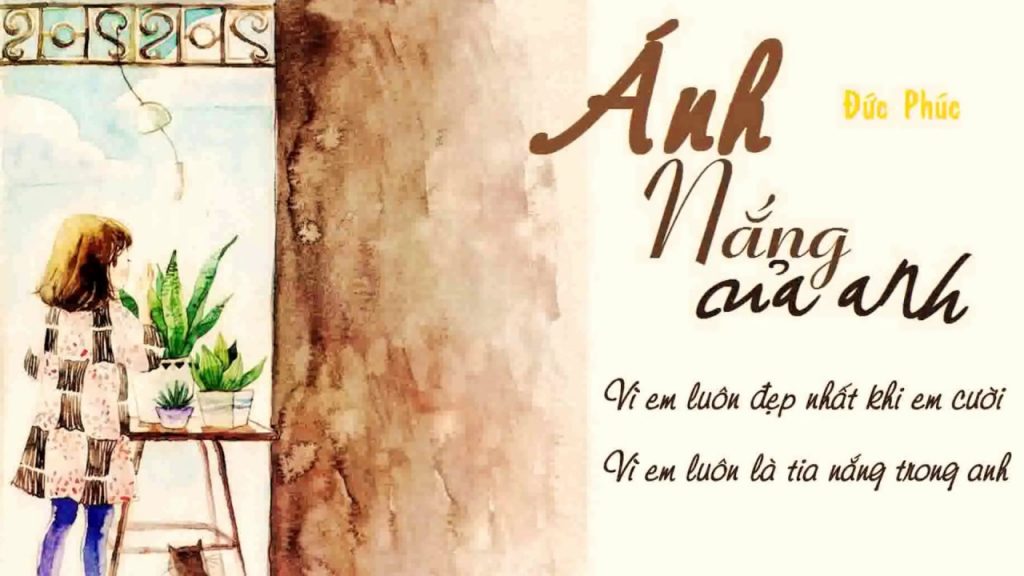 Ánh
Đức Phúc
Nắng
của anh
Vì em luôn đẹp nhất khi em cười
Vì em luôn là tia nắng trong anh